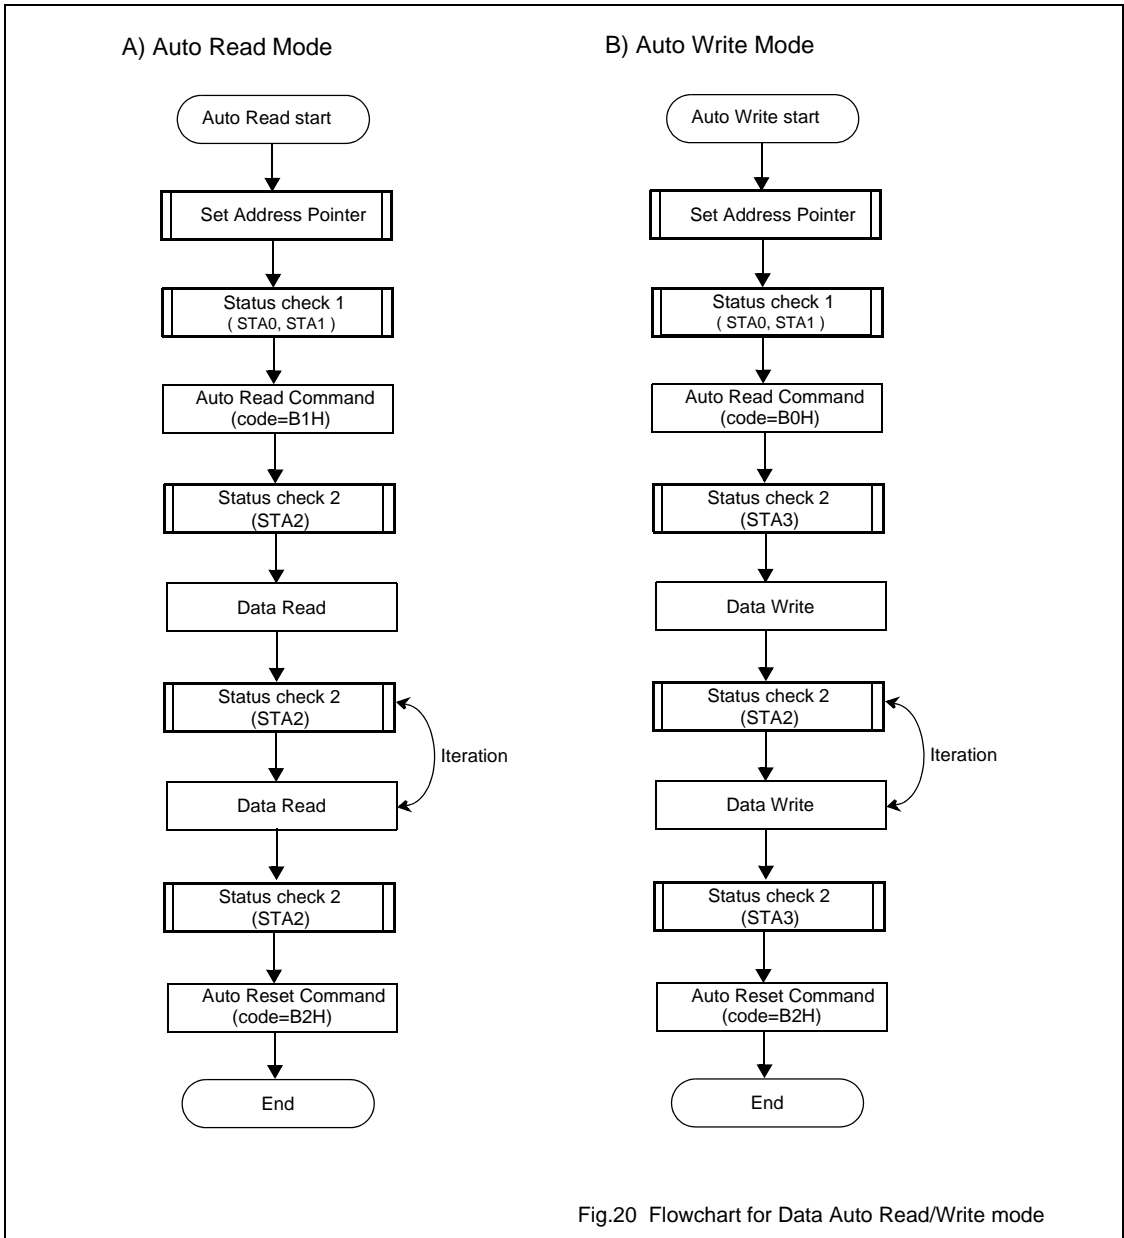 A) Auto Read Mode
Auto Read start
Set Address Pointer
Status check 1
( STA0, STA1 )
Auto Read Command
(code=B1H)
Status check 2
(STA2)
Data Read
Status check 2
(STA2)
Iteration
Data Read
Status check 2
(STA2)
Auto Reset Command
(code=B2H)
End
B) Auto Write Mode
Auto Write start
Set Address Pointer
Status check 1
( STA0, STA1 )
Auto Read Command
(code=B0H)
Status check 2
(STA3)
Data Write
Status check 2
(STA2)
Iteration
Data Write
Status check 2
(STA3)
Auto Reset Command
(code=B2H)
End
Fig.20 Flowchart for Data Auto Read/Write mode